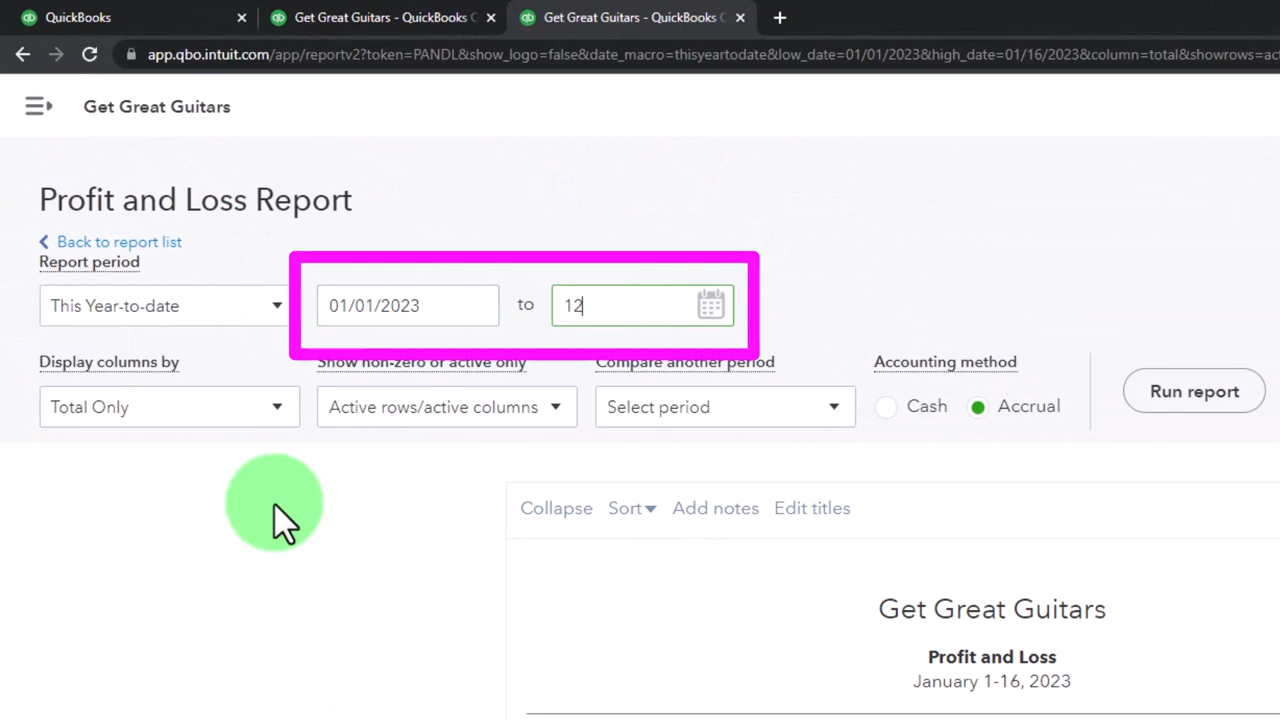 QuickBooks
Get Great Guitars - QuickBooks
Get Great Guitars - QuickBooks
app.qbo.intuit.com/app/reportv2?token=PANDL&show_logo=false&date_macro=thisyeartodate&low_date=01/01/2023&high_date=01/16/2023&column=total&showrows=ac
Get Great Guitars
Profit and Loss Report
Back to report list
Report period
This Year-to-date 01/01/2023 to 12
Display columns by Show non-zero or active only Compare another period Accounting method
Total Only Active rows/active columns Select period Cash Accrual Run report
Collapse Sort Add notes Edit titles
Get Great Guitars
Profit and Loss
January 1-16, 2023